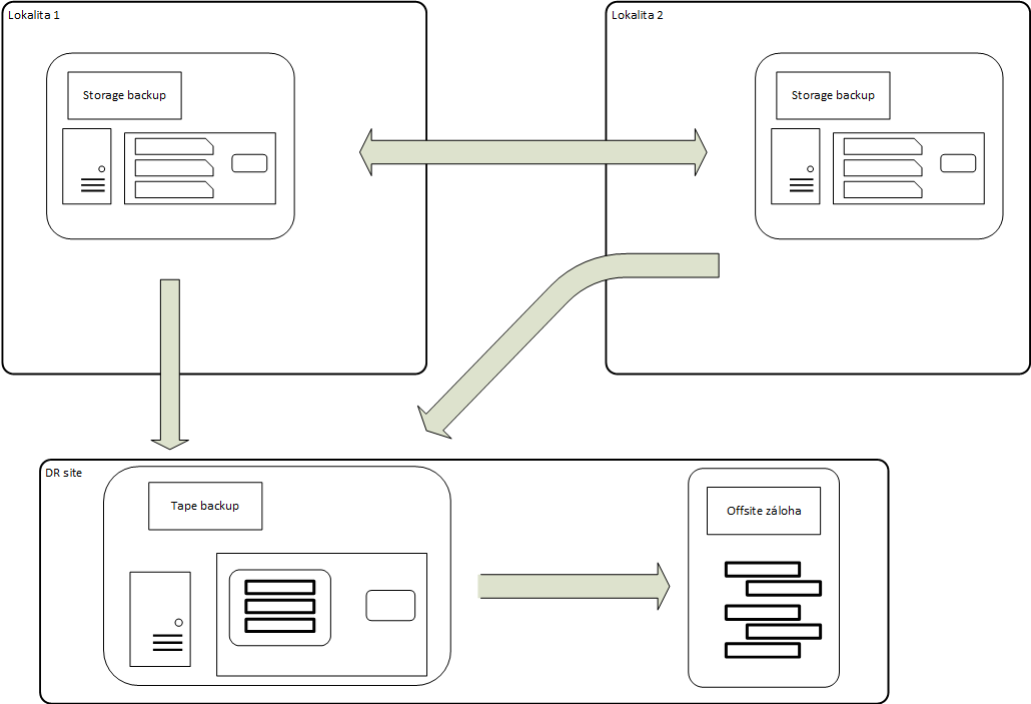 Lokalita 1
Lokalita 2
Storage backup
Storage backup
DR site
Tape backup
Offsite záloha